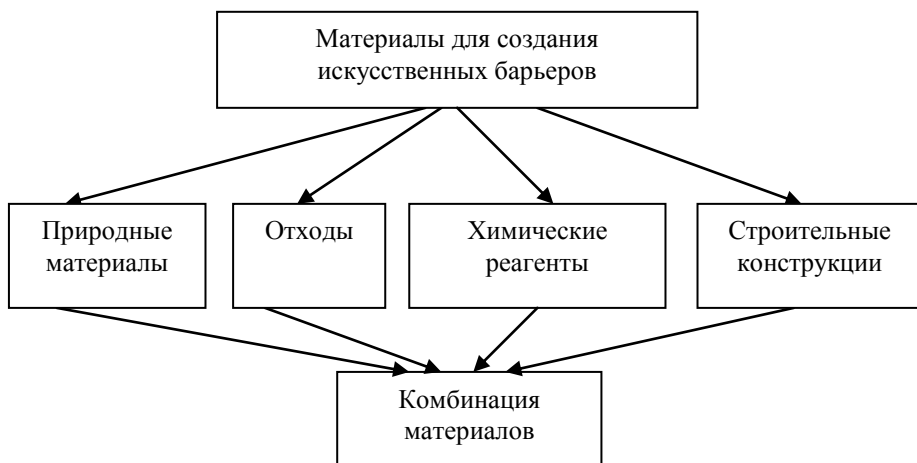 Материалы для создания
искусственных барьеров
Природные
материалы
Отходы
Химические
реагенты
Строительные
конструкции
Комбинация
материалов